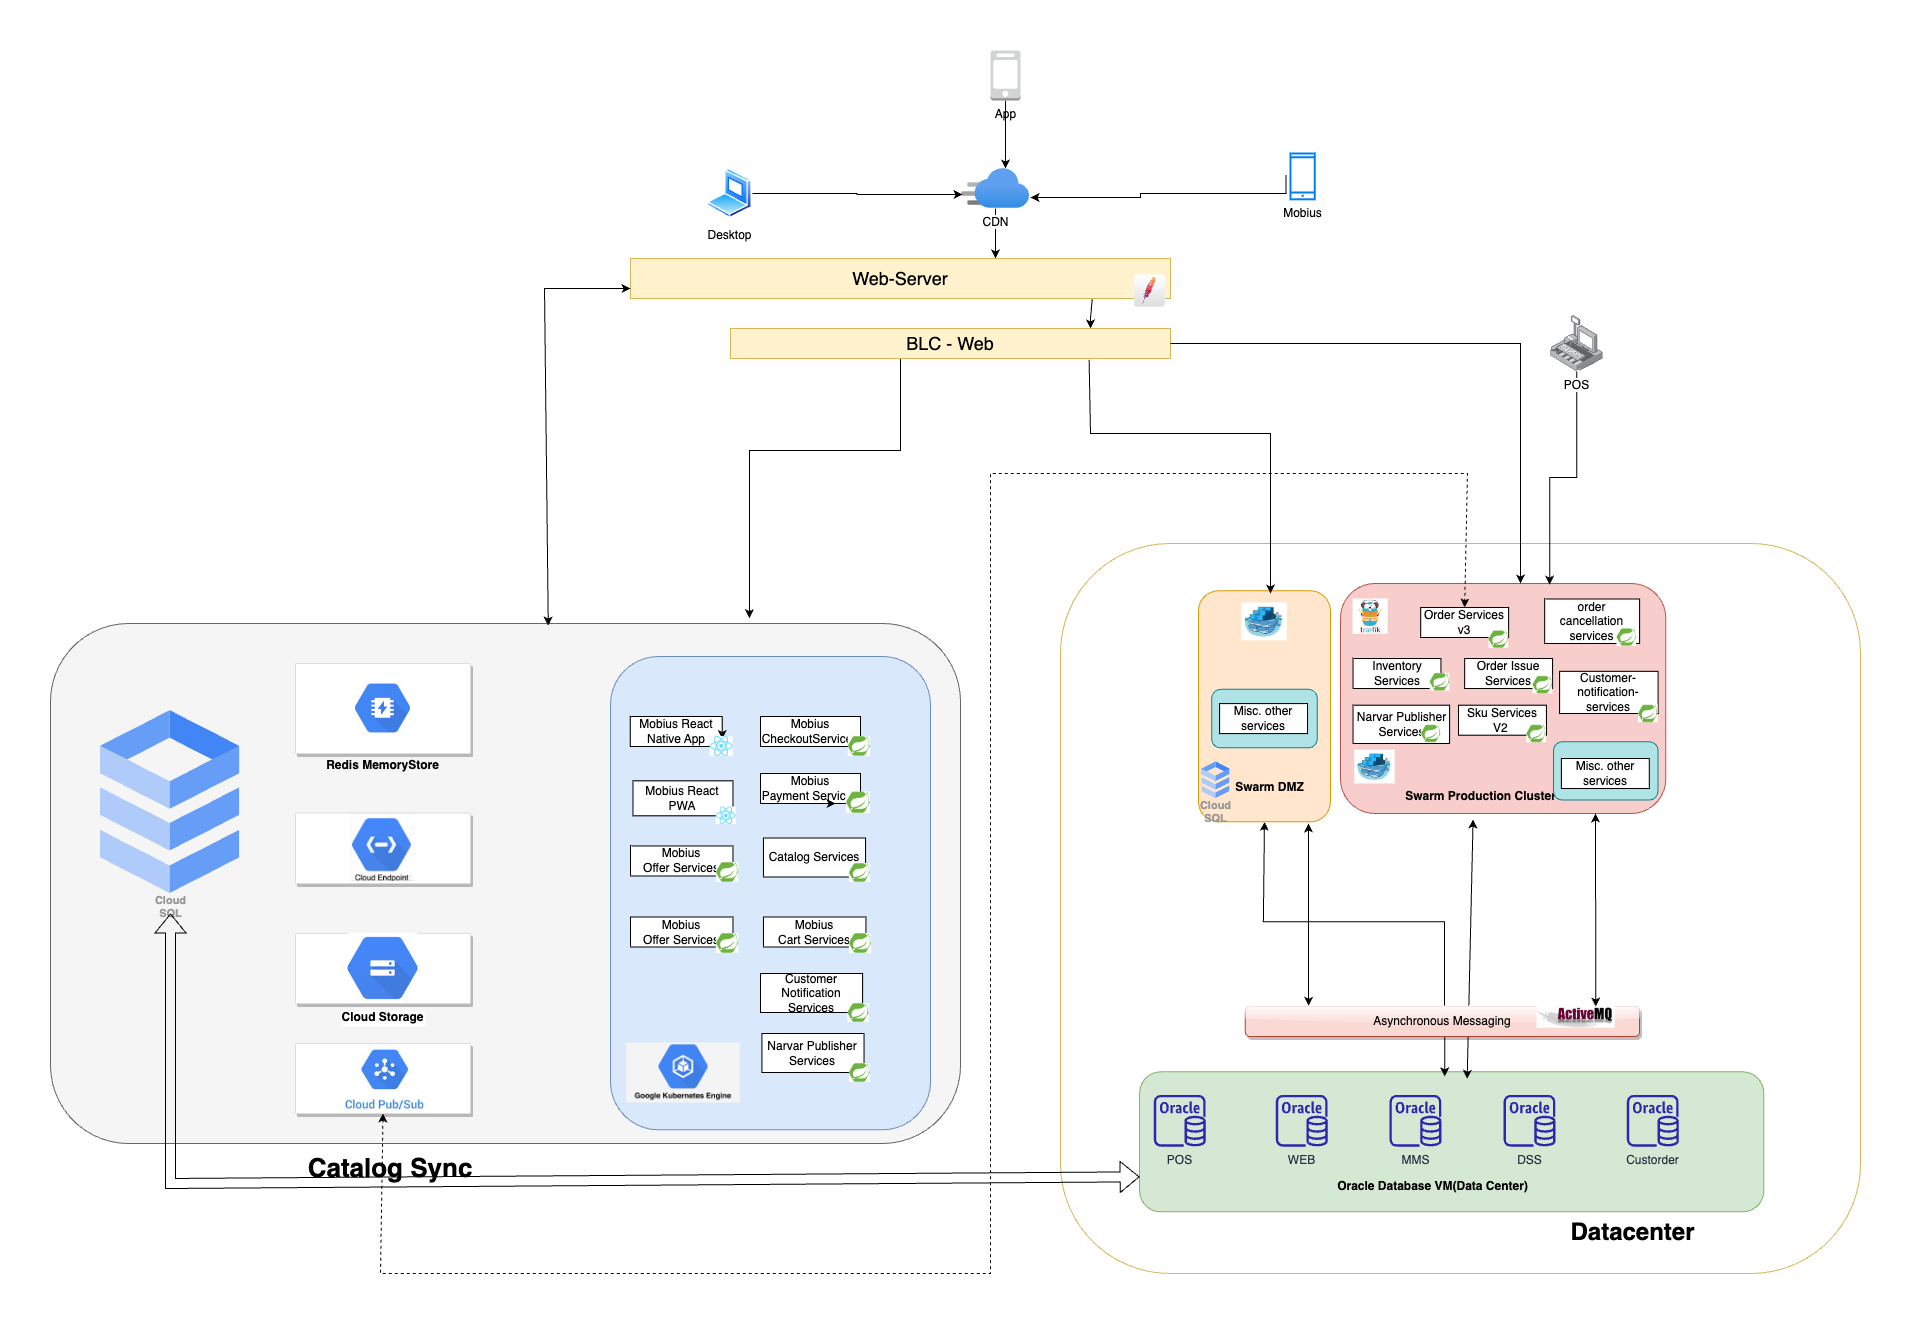 App
Desktop
CDN
Mobius
Web-Server
BLC - Web
POS
Cloud
SQL
Redis MemoryStore
Cloud Endpoint
Cloud Storage
Cloud Pub/Sub
Mobius React
Native App
Mobius
CheckoutService
Mobius React
PWA
Mobius
Payment Servic
Mobius
Offer Services
Catalog Services
Mobius
Offer Services
Mobius
Cart Services
Customer
Notification
Services
Narvar Publisher
Services
Google Kubernetes Engine
Catalog Sync
Misc. other
services
Cloud
SQL
Swarm DMZ
træfik
Order Services
v3
order
cancellation
services
Inventory
Services
Order Issue
Services
Customer-
notification-
services
Narvar Publisher
Services
Sku Services
V2
Misc. other
services
Swarm Production Cluster
Asynchronous Messaging
ActiveMQ
Oracle
POS
Oracle
WEB
Oracle
MMS
Oracle
DSS
Oracle
Custorder
Oracle Database VM(Data Center)
Datacenter